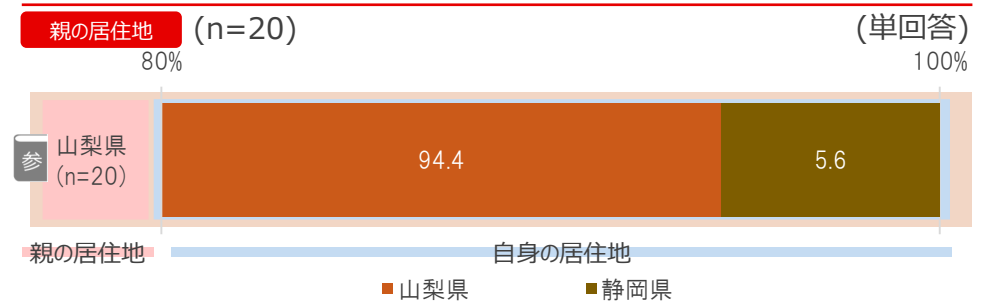 親の居住地 (n=20) (単回答)
80% 100%
参 山梨県 94.4 5.6
(n=20)
親の居住地 自身の居住地
山梨県 静岡県